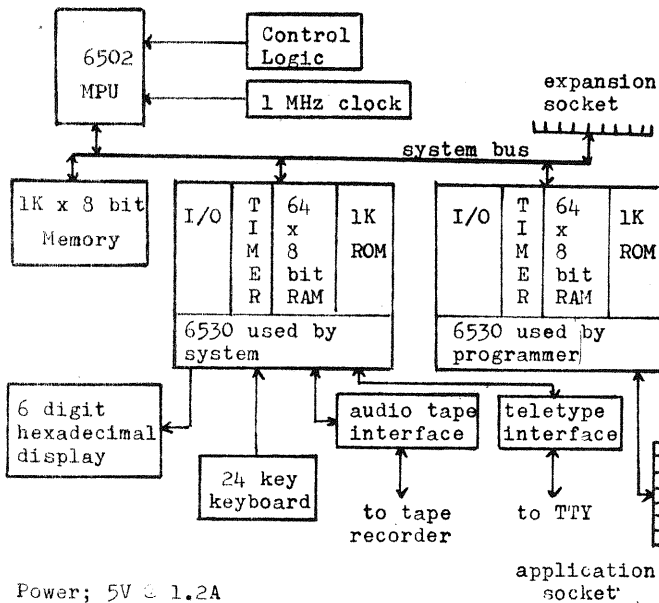 6502
MPU
Control
Logic
1 MHz clock
expansion
socket
system bus
1K x 8 bit
Memory
I/O
TIMER
64
x
8
bit
RAM
1K
ROM
6530 used by
system
I/O
TIMER
64
x
8
bit
RAM
1K
ROM
6530 used by
programmer
6 digit
hexadecimal
display
24 key
keyboard
audio tape
interface
teletype
interface
to tape
recorder
to TTY
application
socket
Power; 5V @ 1.2A